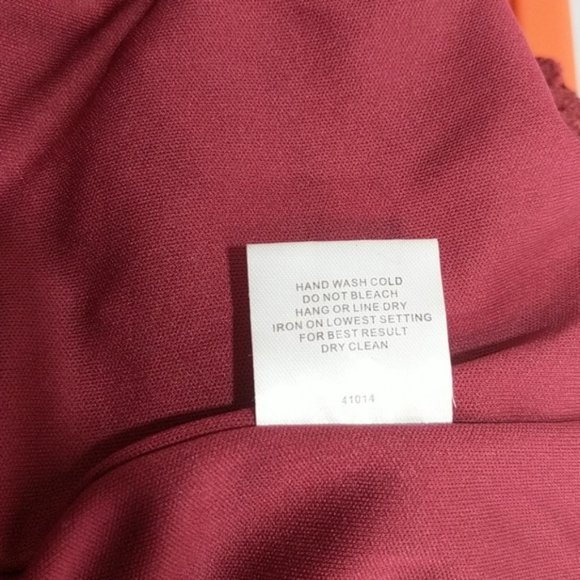 HAND WASH COLD
DO NOT BLEACH
HANG OR LINE DRY
IRON ON LOWEST SETTING
FOR BEST RESULT
DRY CLEAN
41014